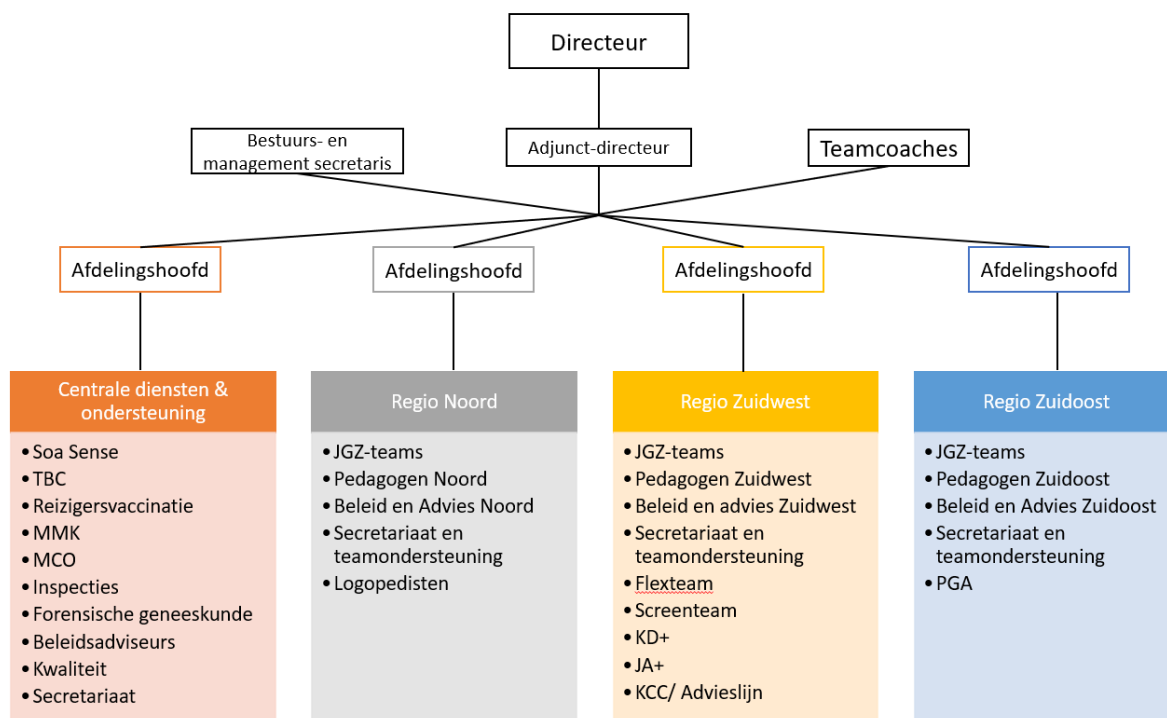 Directeur
Bestuurs- en
management secretaris
Adjunct-directeur
Teamcoaches
Afdelingshoofd
Afdelingshoofd
Afdelingshoofd
Afdelingshoofd
Centrale diensten &
ondersteuning
• Soa Sense
• TBC
• Reizigersvaccinatie
• MMK
• MCO
• Inspecties
• Forensische geneeskunde
• Beleidsadviseurs
• Kwaliteit
• Secretariaat
Regio Noord
• JGZ-teams
• Pedagogen Noord
• Beleid en Advies Noord
• Secretariaat en
teamondersteuning
• Logopedisten
Regio Zuidwest
• JGZ-teams
• Pedagogen Zuidwest
• Beleid en advies Zuidwest
• Secretariaat en
teamondersteuning
• Flexteam
• Screenteam
• KD+
• JA+
• KCC/ Advieslijn
Regio Zuidoost
• JGZ-teams
• Pedagogen Zuidoost
• Beleid en Advies Zuidoost
• Secretariaat en
teamondersteuning
• PGA